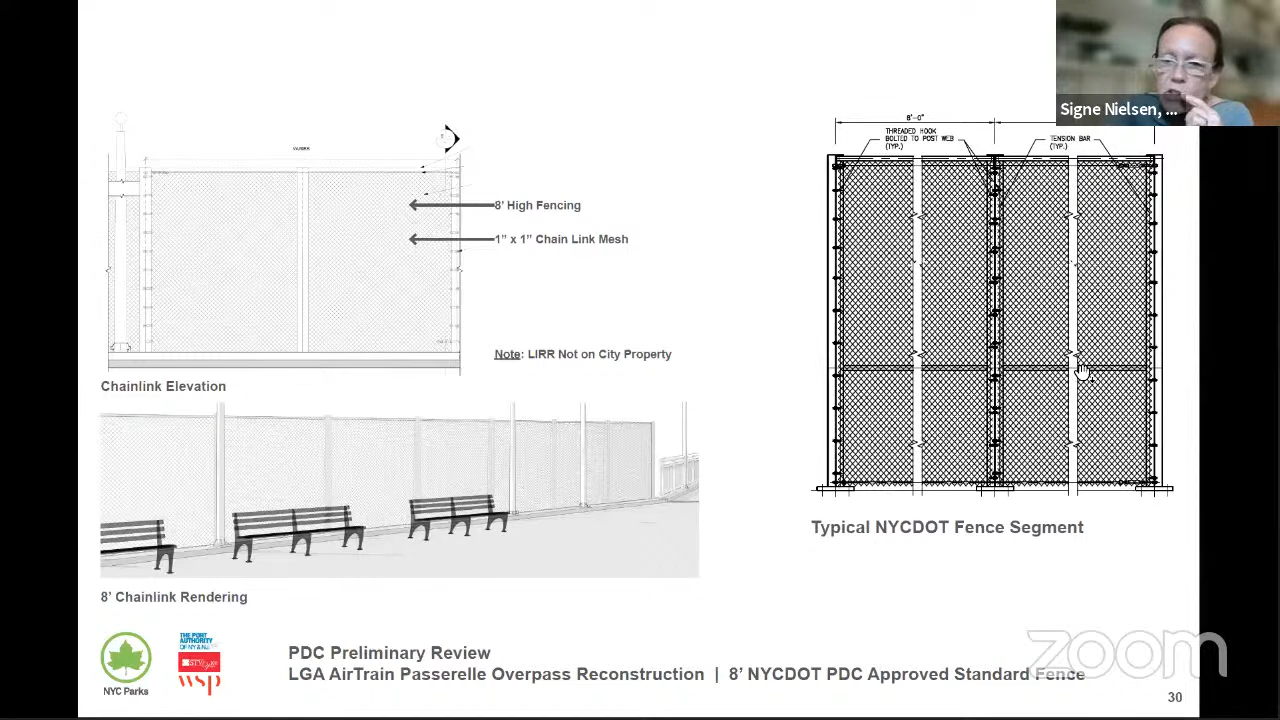 Signe Nielsen, ...
8'-0"
THREADED HOOK
BOLTED TO POST WEB
(TYP.)
TENSION BAR
(TYP.)
VARIES
8' High Fencing
1" x 1" Chain Link Mesh
Note: LIRR Not on City Property
Chainlink Elevation
Typical NYCDOT Fence Segment
8' Chainlink Rendering
THE PORT
AUTHORITY
OF NY & NJ
wsp
NYC Parks
PDC Preliminary Review
LGA AirTrain Passerelle Overpass Reconstruction | 8' NYCDOT PDC Approved Standard Fence
zoom
30